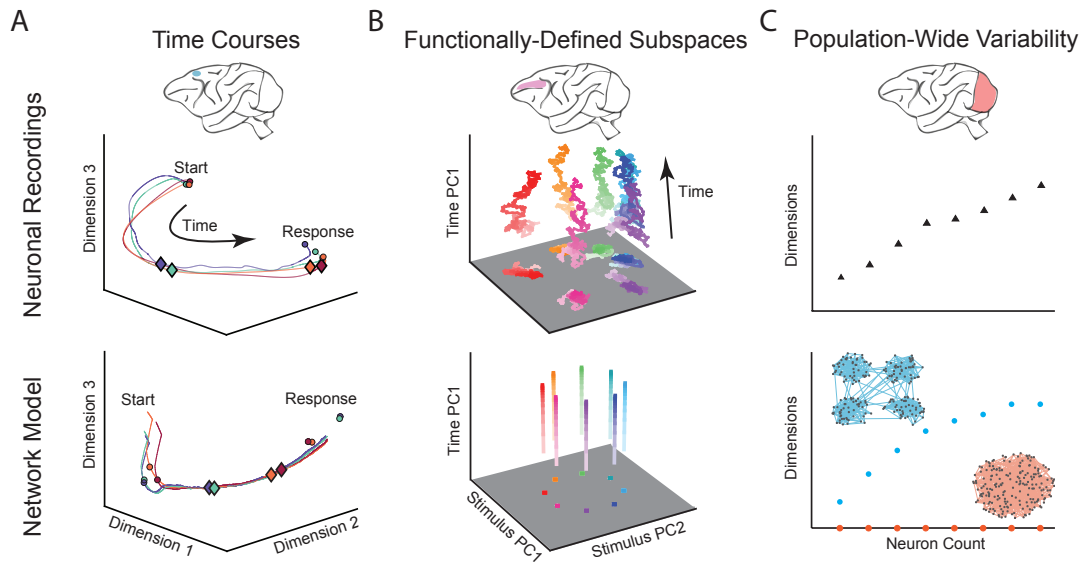 A
Time Courses
B
Functionally-Defined Subspaces
C
Population-Wide Variability
Neuronal Recordings
Dimension 3
Start
Time
Response
Time PC1
Time
Dimensions
Network Model
Dimension 3
Start
Response
Dimension 1
Dimension 2
Time PC1
Stimulus PC1
Stimulus PC2
Dimensions
Neuron Count